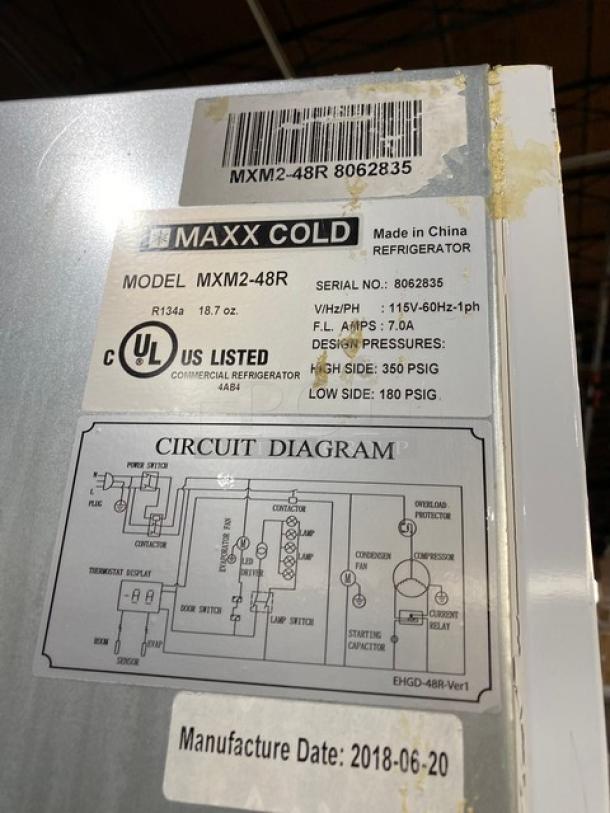 MXM2-48R 8062835
MAXX COLD
Made in China
REFRIGERATOR
MODEL MXM2-48R
SERIAL NO.: 8062835
R134a 18.7 oz.
V/Hz/PH : 115V-60Hz-1ph
F.L. AMPS : 7.0A
DESIGN PRESSURES:
HIGH SIDE: 350 PSIG
LOW SIDE: 180 PSIG
C UL ® US LISTED
COMMERCIAL REFRIGERATOR
4AB4
CIRCUIT DIAGRAM
POWER SWITCH
N
L
PLUG
CONTACTOR
CONTACTOR
OVERLOAD
PROTECTOR
EVAPORATOR FAN
M
LED
DRIVER
LAMP
LAMP
CONDENSER
FAN
M
COMPRESSOR
THERMOSTAT DISPLAY
-88
DOOR SWITCH
LAMP SWITCH
STARTING
CAPACITOR
CURRENT
RELAY
ROOM
EVAP
SENSOR
EHGD-48R-Ver1
Manufacture Date: 2018-06-20